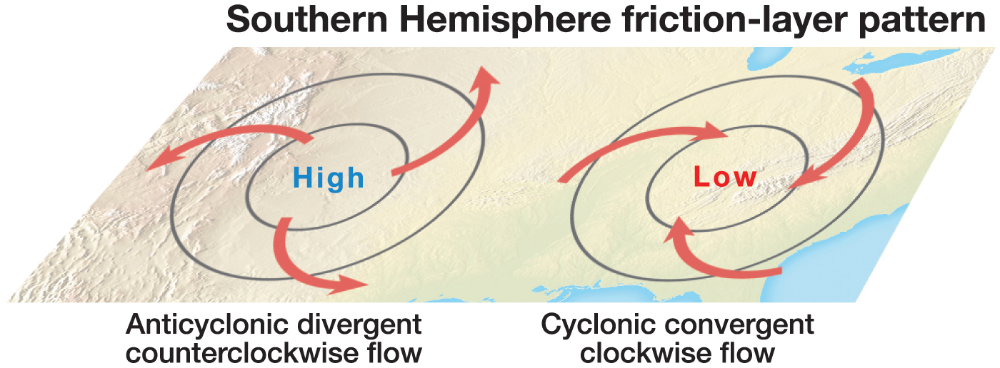 Southern Hemisphere friction-layer pattern
High
Low
Anticyclonic divergent
counterclockwise flow
Cyclonic convergent
clockwise flow